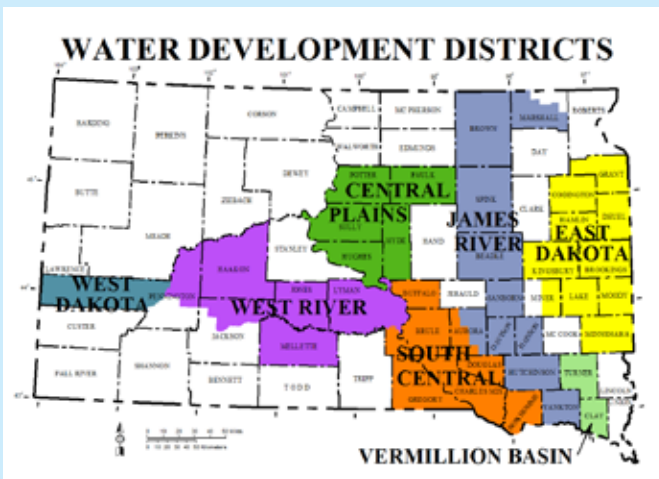 WATER DEVELOPMENT DISTRICTS
CAMPBELL
MC PHERSON
BROWN
MARSHALL
ROBERTS
HARDING
PERKINS
CORSON
WALWORTH
EDMUNDS
DAY
DEWEY
GRANT
POTTER
FAULK
CODINGTON
BUTTE
ZIEBACH
CENTRAL
PLAINS
SPINK
CLARK
HAMLIN
DEUEL
MEADE
SULLY
HYDE
HAND
JAMES
RIVER
EAST
DAKOTA
STANLEY
HUGHES
BEADLE
KINGSBURY
BROOKINGS
LAWRENCE
HAAKON
WEST
DAKOTA
PENNINGTON
WEST RIVER
LYMAN
BUFFALO
JERAULD
SANBORN
MINER
LAKE
MOODY
CUSTER
JACKSON
BRULE
AURORA
MC COOK
MINNEHAHA
MELLETTE
SOUTH
CENTRAL
DOUGLAS
HUTCHINSON
TURNER
FALL RIVER
SHANNON
BENNETT
TODD
TRIPP
GREGORY
CHARLES MIX
LINCOLN
YANKTON
CLAY
VERMILLION BASIN